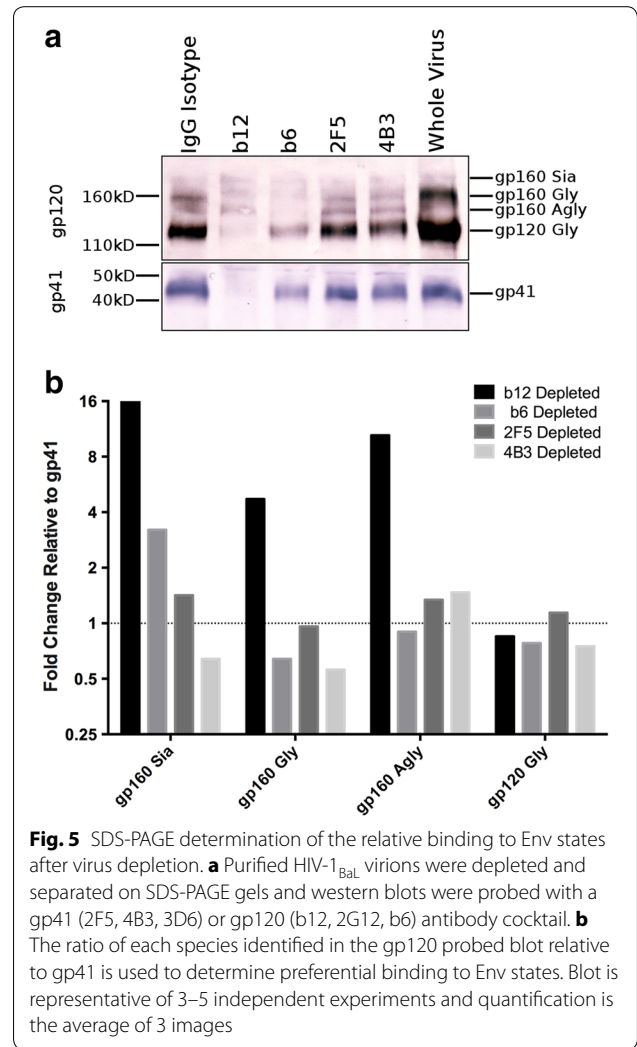 a
IgG Isotype
b12
b6
2F5
4B3
Whole Virus
gp120
160kD
110kD
gp160 Sia
gp160 Gly
gp160 Agly
gp120 Gly
gp41
50kD
40kD
gp41
b
Fold Change Relative to gp41
16
8
4
2
1
0.5
0.25
b12 Depleted
b6 Depleted
2F5 Depleted
4B3 Depleted
gp160 Sia
gp160 Gly
gp160 Agly
gp120 Gly
Fig. 5 SDS-PAGE determination of the relative binding to Env states
after virus depletion. a Purified HIV-1BaL virions were depleted and
separated on SDS-PAGE gels and western blots were probed with a
gp41 (2F5, 4B3, 3D6) or gp120 (b12, 2G12, b6) antibody cocktail. b
The ratio of each species identified in the gp120 probed blot relative
to gp41 is used to determine preferential binding to Env states. Blot is
representative of 3–5 independent experiments and quantification is
the average of 3 images